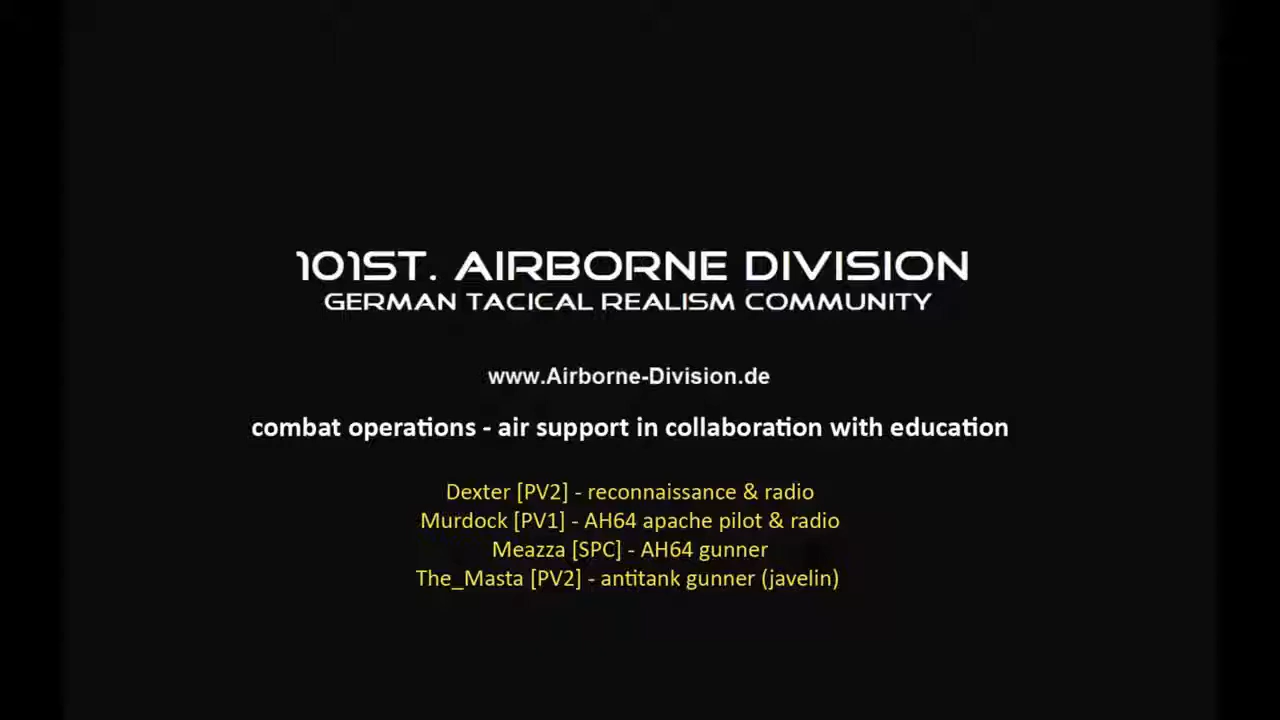 101ST. AIRBORNE DIVISION
GERMAN TACICAL REALISM COMMUNITY
www.Airborne-Division.de
combat operations - air support in collaboration with education
Dexter [PV2] - reconnaissance & radio
Murdock [PV1] - AH64 apache pilot & radio
Meazza [SPC] - AH64 gunner
The_Masta [PV2] - antitank gunner (javelin)